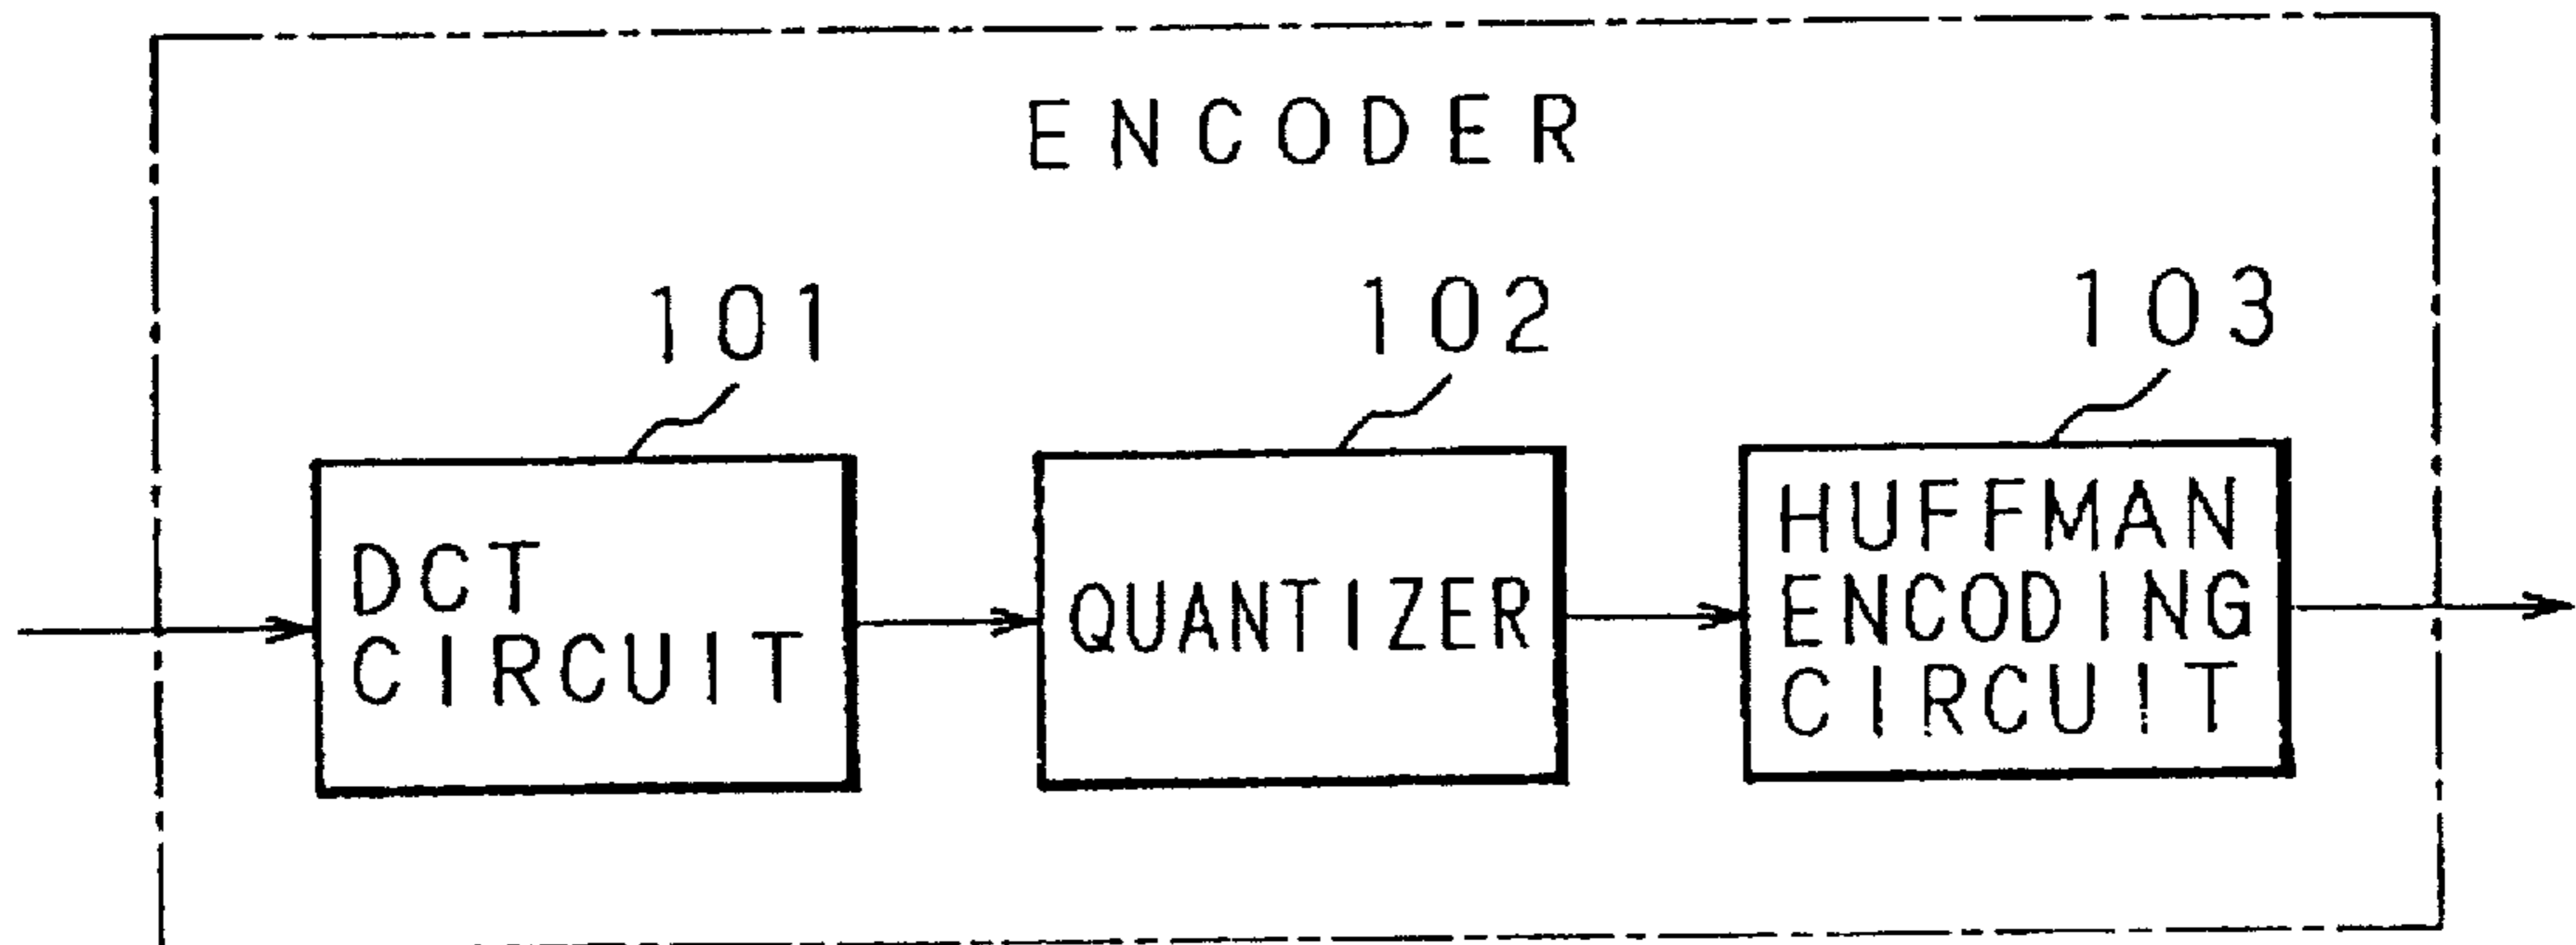 ENCODER
101
102
103
DCT
CIRCUIT
QUANTIZER
HUFFMAN
ENCODING
CIRCUIT